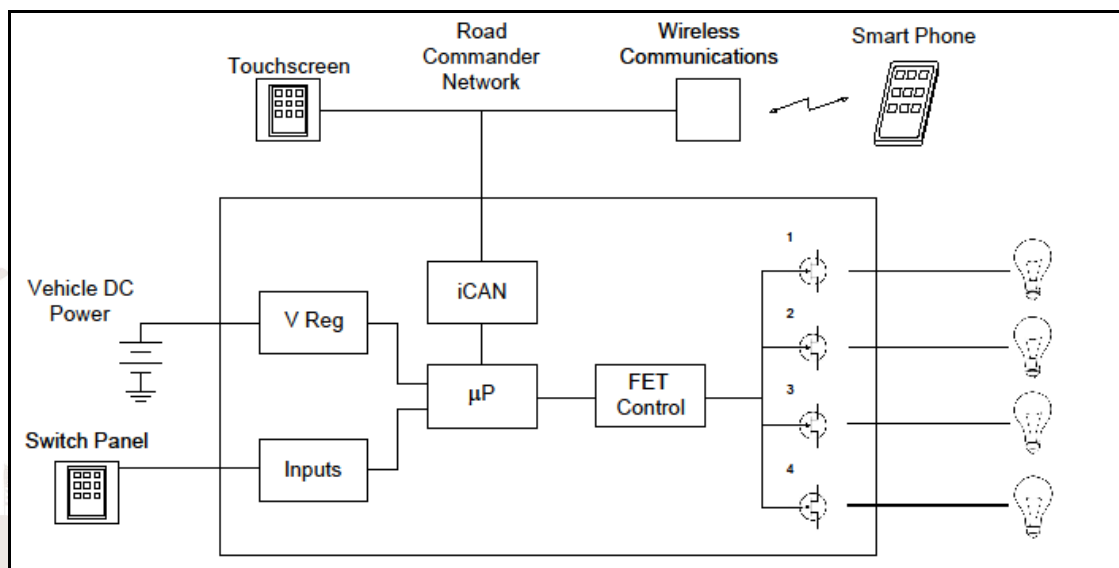 Road
Commander
Network
Wireless
Communications
Smart Phone
Touchscreen
Vehicle DC
Power
V Reg
iCAN
μP
FET
Control
Switch Panel
Inputs
1
2
3
4